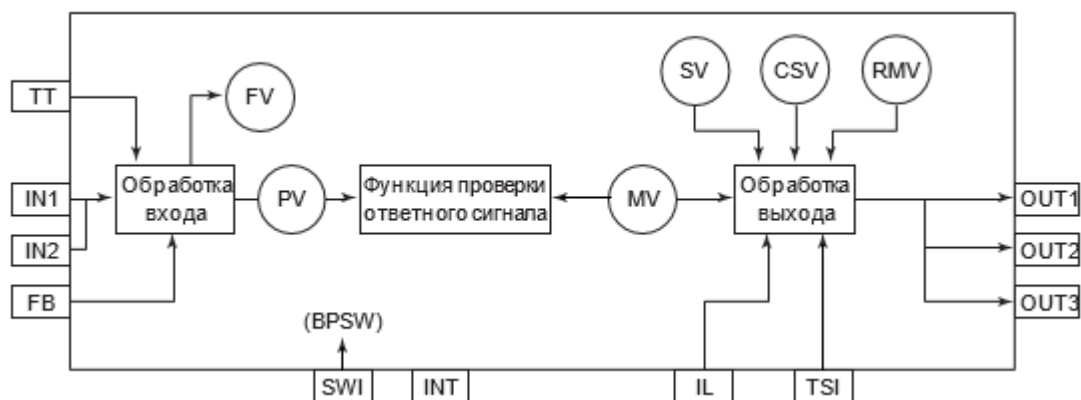 SV
CSV
RMV
TT
FV
IN1
Обработка
входа
PV
Функция проверки
ответного сигнала
MV
Обработка
выхода
OUT1
IN2
OUT2
FB
OUT3
(BPSW)
SWI
INT
IL
TSI